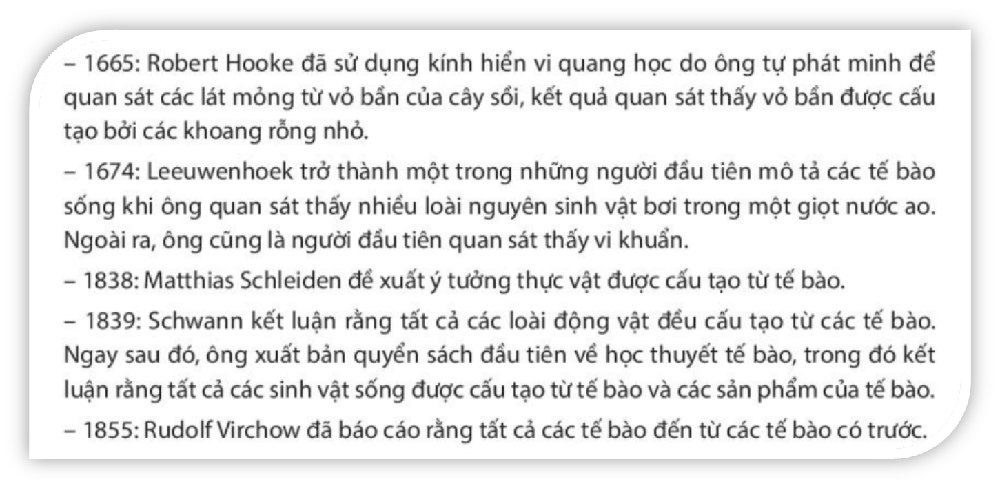 – 1665: Robert Hooke đã sử dụng kính hiển vi quang học do ông tự phát minh để
quan sát các lát mỏng từ vỏ bần của cây sồi, kết quả quan sát thấy vỏ bần được cấu
tạo bởi các khoang rỗng nhỏ.
– 1674: Leeuwenhoek trở thành một trong những người đầu tiên mô tả các tế bào
sống khi ông quan sát thấy nhiều loài nguyên sinh vật bơi trong một giọt nước ao.
Ngoài ra, ông cũng là người đầu tiên quan sát thấy vi khuẩn.
– 1838: Matthias Schleiden đề xuất ý tưởng thực vật được cấu tạo từ tế bào.
– 1839: Schwann kết luận rằng tất cả các loài động vật đều cấu tạo từ các tế bào.
Ngay sau đó, ông xuất bản quyển sách đầu tiên về học thuyết tế bào, trong đó kết
luận rằng tất cả các sinh vật sống được cấu tạo từ tế bào và các sản phẩm của tế bào.
– 1855: Rudolf Virchow đã báo cáo rằng tất cả các tế bào đến từ các tế bào có trước.